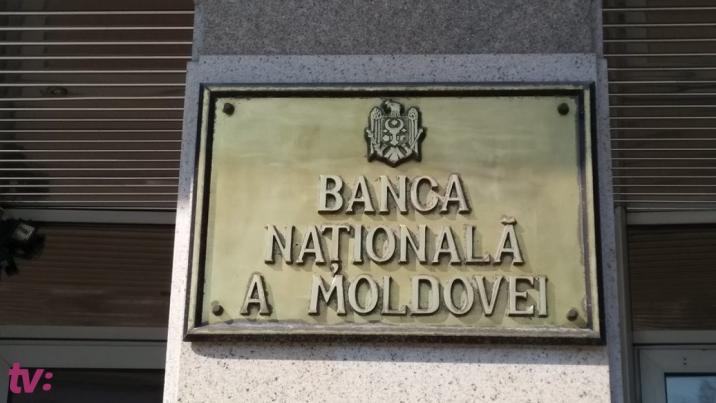 BANCA
NAȚIONALĂ
A MOLDOVEI
tv: